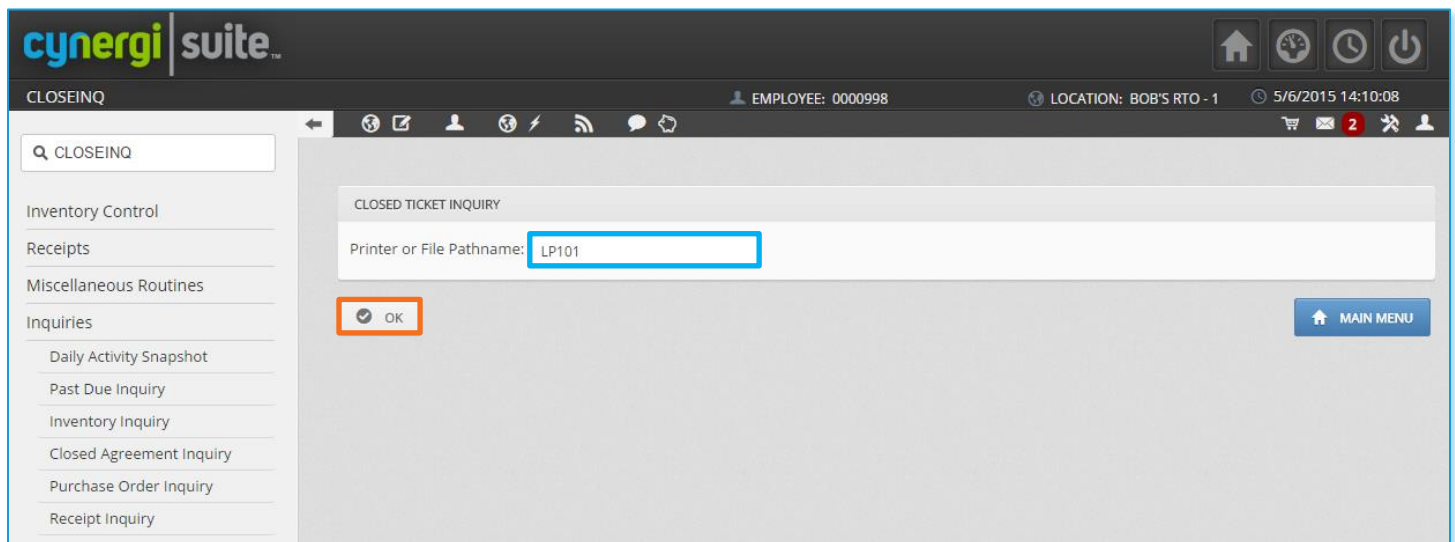 cynergi suite™
CLOSEINQ EMPLOYEE: 0000998 LOCATION: BOB'S RTO - 1 5/6/2015 14:10:08
2
CLOSEINQ
CLOSED TICKET INQUIRY
Printer or File Pathname: LP101
OK MAIN MENU
Inventory Control
Receipts
Miscellaneous Routines
Inquiries
Daily Activity Snapshot
Past Due Inquiry
Inventory Inquiry
Closed Agreement Inquiry
Purchase Order Inquiry
Receipt Inquiry